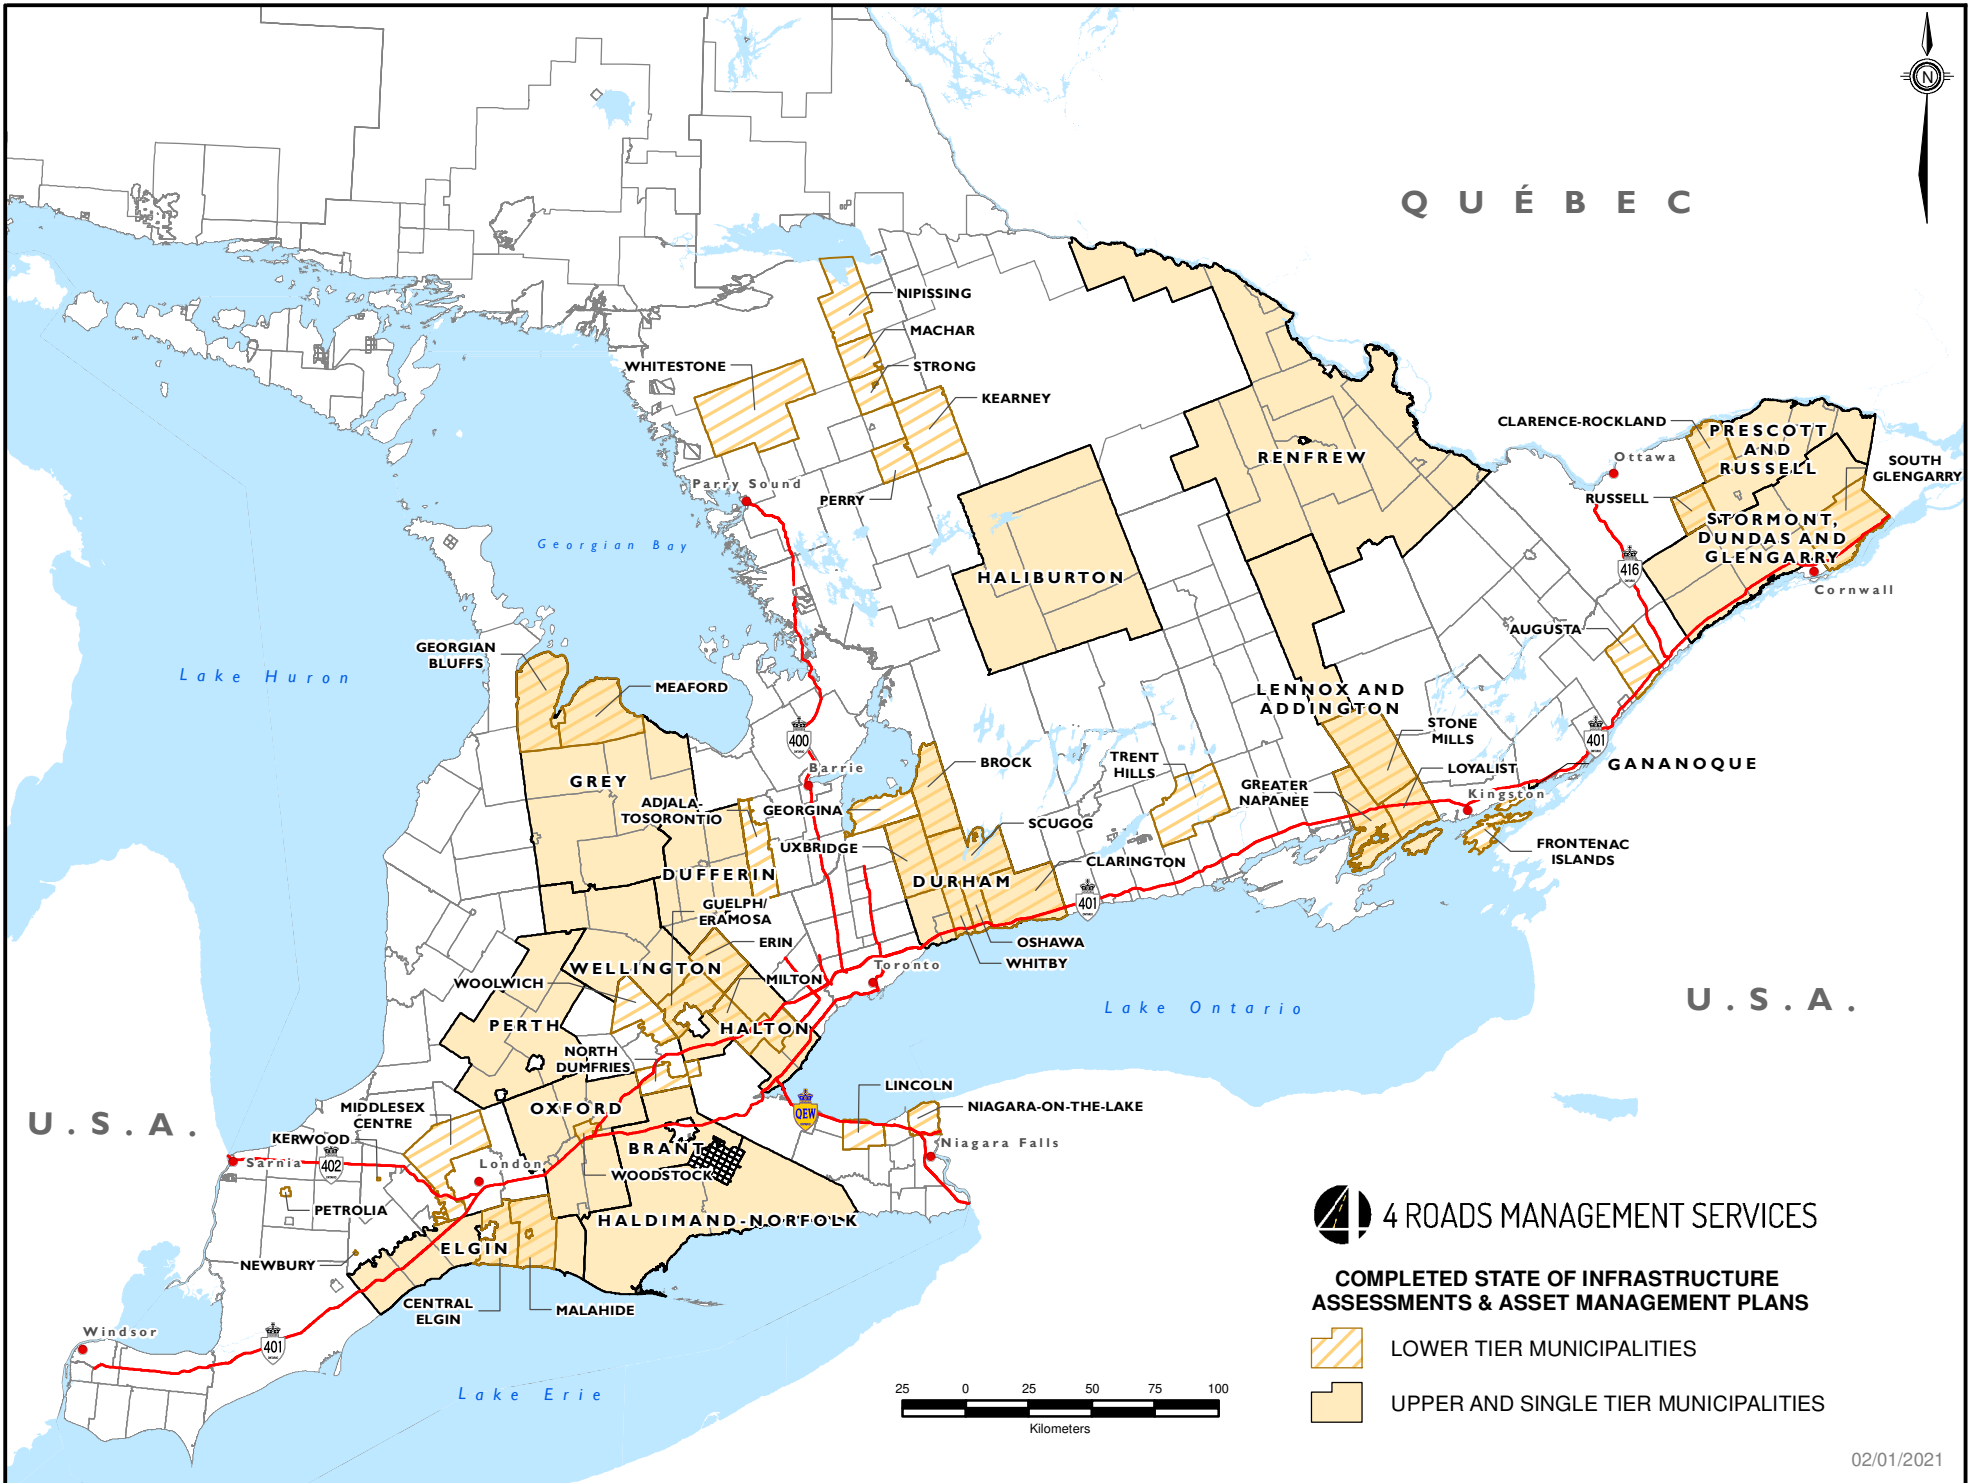 N
QUÉBEC
NIPISSING
MACHAR
WHITESTONE
STRONG
KEARNEY
CLARENCE-ROCKLAND
PRESCOTT
AND
RUSSELL
Ottawa
RENFREW
SOUTH
GLENGARRY
Parry Sound
PERRY
RUSSELL
STORMONT,
DUNDAS AND
GLENGARRY
Georgian Bay
HALIBURTON
416
ONTARIO
Cornwall
AUGUSTA
GEORGIAN
BLUFFS
Lake Huron
MEAFORD
LENNOX AND
ADDINGTON
STONE
MILLS
400
ONTARIO
401
ONTARIO
BROCK
TRENT
HILLS
GANANOQUE
Barrie
LOYALIST
GREY
GREATER
NAPANEE
Kingston
ADJALA-
TOSORONTIO
GEORGINA
SCUGOG
UXBRIDGE
FRONTENAC
ISLANDS
CLARINGTON
DUFFERIN
DURHAM
401
ONTARIO
GUELPH/
ERAMOSA
ERIN
OSHAWA
WHITBY
WELLINGTON
Toronto
WOOLWICH
MILTON
U.S.A.
Lake Ontario
PERTH
HALTON
NORTH
DUMFRIES
LINCOLN
MIDDLESEX
CENTRE
OXFORD
NIAGARA-ON-THE-LAKE
QEW
U.S.A.
KERWOOD
BRANT
Niagara Falls
Sarnia
402
ONTARIO
London
WOODSTOCK
PETROLIA
HALDIMAND-NORFOLK
ELGIN
NEWBURY
CENTRAL
ELGIN
MALAHIDE
Windsor
401
ONTARIO
Lake Erie
4 ROADS MANAGEMENT SERVICES
COMPLETED STATE OF INFRASTRUCTURE
ASSESSMENTS & ASSET MANAGEMENT PLANS
LOWER TIER MUNICIPALITIES
UPPER AND SINGLE TIER MUNICIPALITIES
25 0 25 50 75 100
Kilometers
02/01/2021